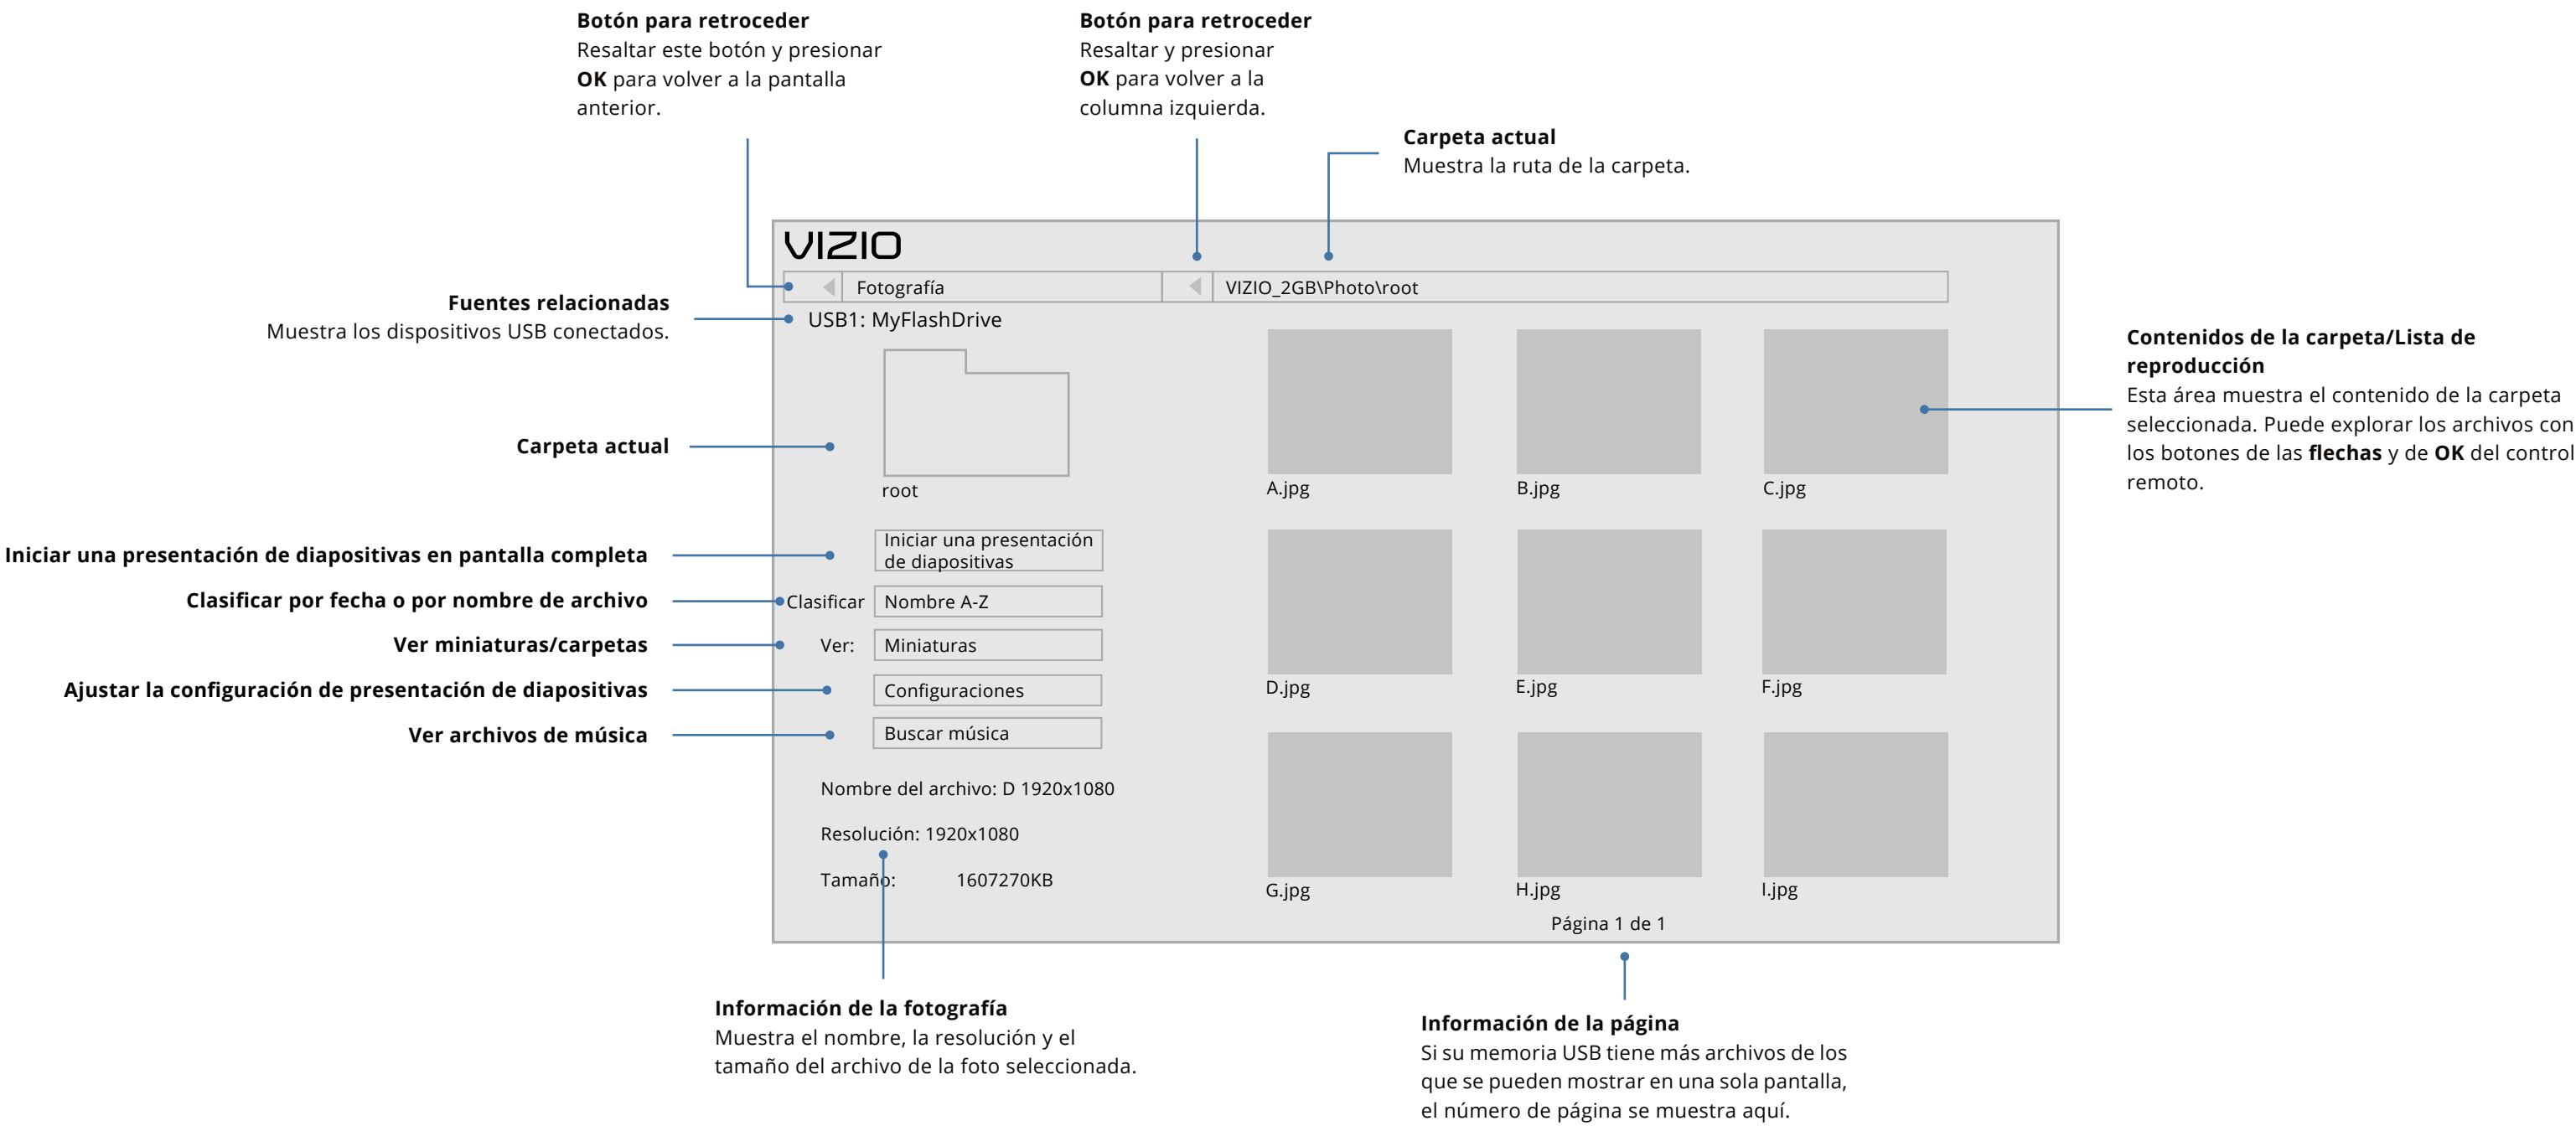 Botón para retroceder
Resaltar este botón y presionar
OK para volver a la pantalla
anterior.
Botón para retroceder
Resaltar y presionar
OK para volver a la
columna izquierda.
Carpeta actual
Muestra la ruta de la carpeta.
VIZIO
Fotografía
VIZIO_2GB\Photo\root
Fuentes relacionadas
Muestra los dispositivos USB conectados.
USB1: MyFlashDrive
Contenidos de la carpeta/Lista de
reproducción
Esta área muestra el contenido de la carpeta
seleccionada. Puede explorar los archivos con
los botones de las flechas y de OK del control
remoto.
Carpeta actual
root
A.jpg
B.jpg
C.jpg
Iniciar una presentación de diapositivas en pantalla completa
Iniciar una presentación
de diapositivas
Clasificar por fecha o por nombre de archivo
Clasificar
Nombre A-Z
Ver miniaturas/carpetas
Ver:
Miniaturas
Ajustar la configuración de presentación de diapositivas
Configuraciones
D.jpg
E.jpg
F.jpg
Ver archivos de música
Buscar música
Nombre del archivo: D 1920x1080
Resolución: 1920x1080
Tamaño: 1607270KB
G.jpg
H.jpg
I.jpg
Página 1 de 1
Información de la fotografía
Muestra el nombre, la resolución y el
tamaño del archivo de la foto seleccionada.
Información de la página
Si su memoria USB tiene más archivos de los
que se pueden mostrar en una sola pantalla,
el número de página se muestra aquí.